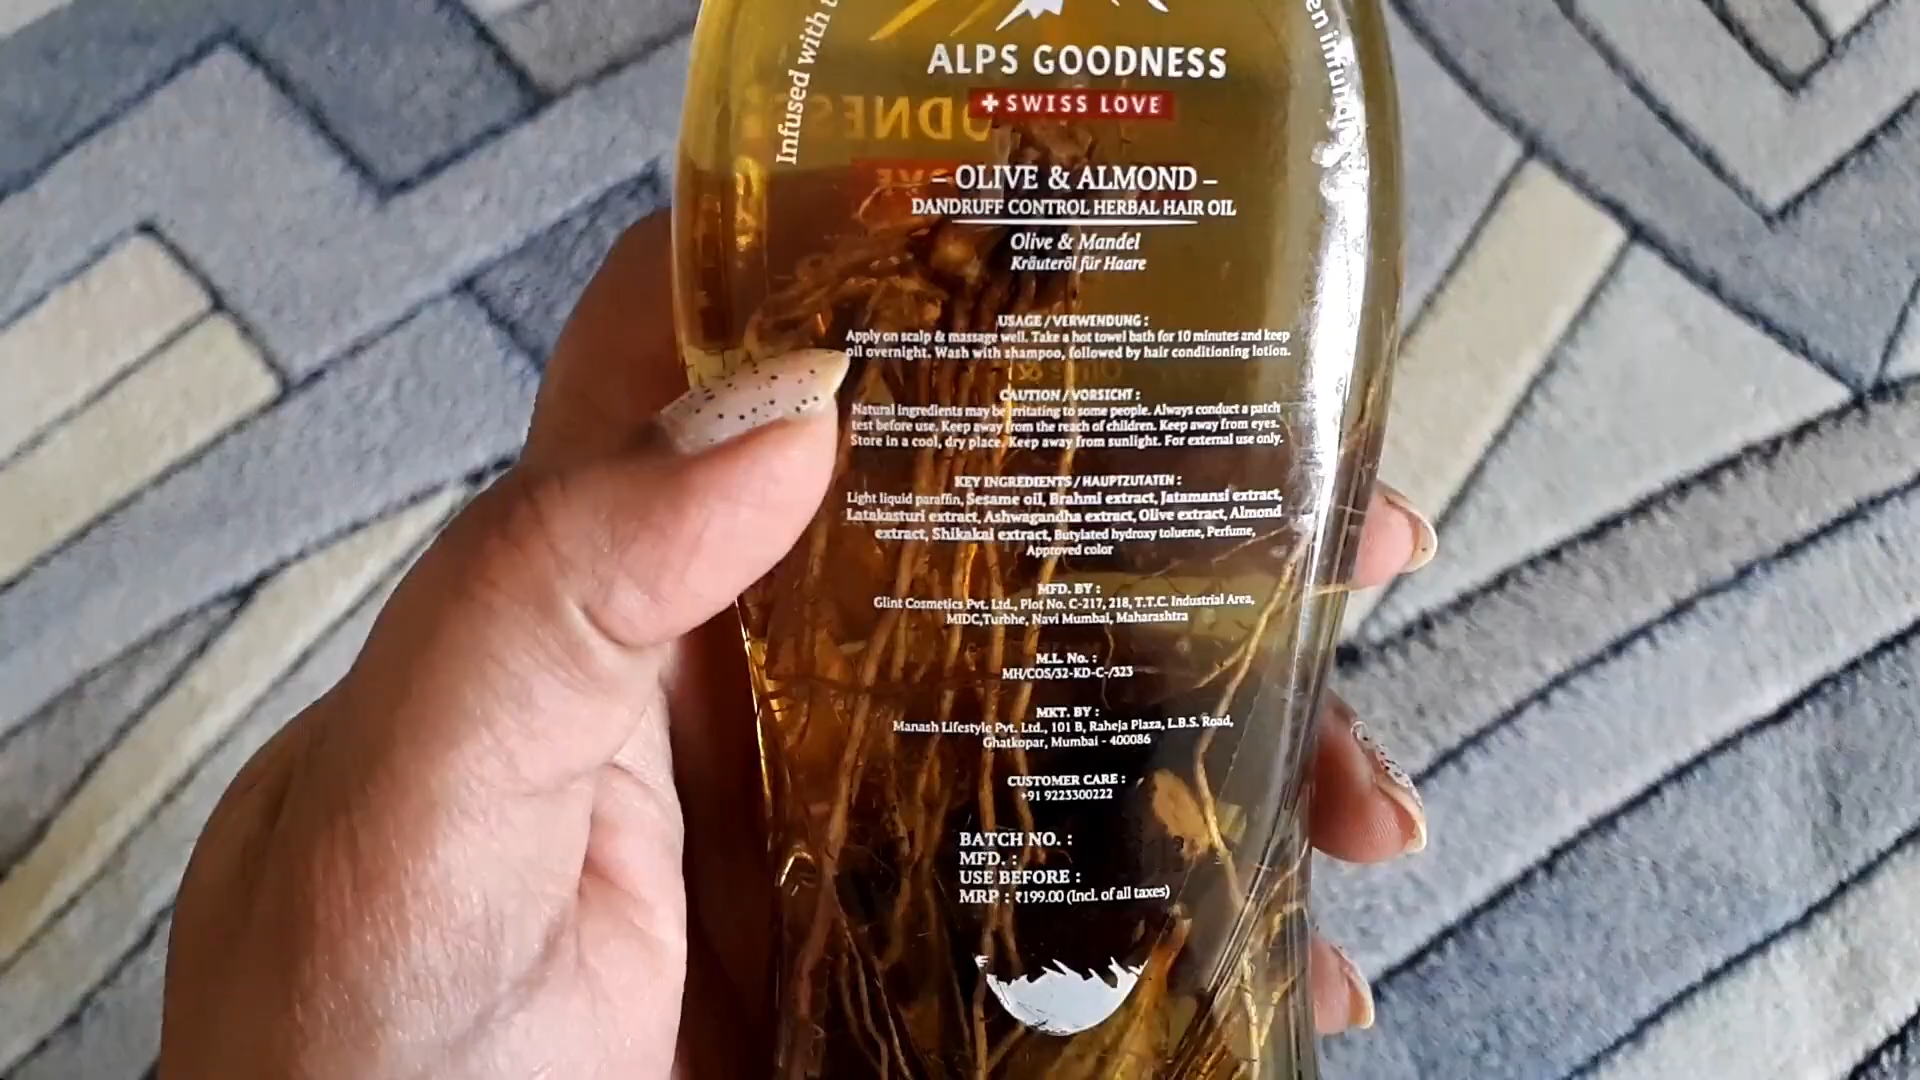 Infused with
ALPS GOODNESS
+ SWISS LOVE
– OLIVE & ALMOND –
DANDRUFF CONTROL HERBAL HAIR OIL
Olive & Mandel
Kräuteröl für Haare
USAGE / VERWENDUNG :
Apply on scalp & massage well. Take a hot towel bath for 10 minutes and keep
oil overnight. Wash with shampoo, followed by hair conditioning lotion.
CAUTION / VORSICHT :
Natural ingredients may be irritating to some people. Always conduct a patch
test before use. Keep away from the reach of children. Keep away from eyes.
Store in a cool, dry place. Keep away from sunlight. For external use only.
KEY INGREDIENTS / HAUPTZUTATEN :
Light liquid paraffin, Sesame oil, Brahmi extract, Jatamansi extract,
Latakasturi extract, Ashwagandha extract, Olive extract, Almond
extract, Shikakai extract, Butylated hydroxy toluene, Perfume,
Approved color
MFD. BY :
Glint Cosmetics Pvt. Ltd., Plot No. C-217, 218, T.T.C. Industrial Area,
MIDC,Turbhe, Navi Mumbai, Maharashtra
M.L. No. :
MH/COS/32-KD-C-/323
MKT. BY :
Manash Lifestyle Pvt. Ltd., 101 B, Raheja Plaza, L.B.S. Road,
Ghatkopar, Mumbai - 400086
CUSTOMER CARE :
+91 9223300222
BATCH NO. :
MFD. :
USE BEFORE :
MRP : ₹199.00 (Incl. of all taxes)